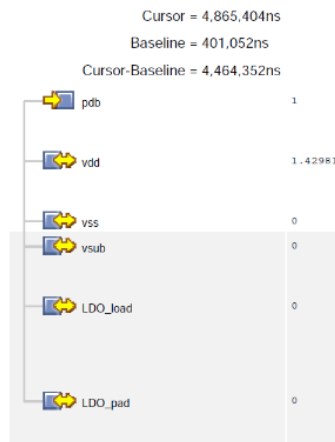 Cursor = 4,865,404ns
Baseline = 401,052ns
Cursor-Baseline = 4,464,352ns
pdb 1
vdd 1.42981
vss 0
vsub 0
LDO_load 0
LDO_pad 0